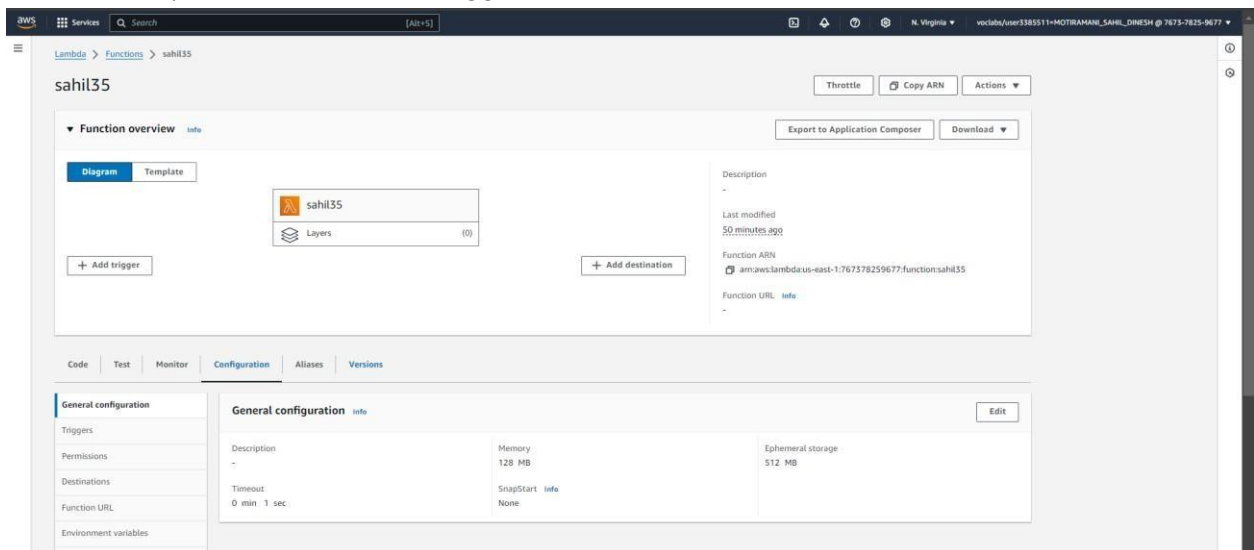 aws Services Search [Alt+S] N. Virginia voclabs/user3385511=MOTIRAMANI_SAHIL_DINESH @ 7673-7825-9677
Lambda > Functions > sahil35
sahil35
Throttle Copy ARN Actions
Function overview Info
Export to Application Composer Download
Diagram Template
sahil35
Layers (0)
+ Add trigger
+ Add destination
Description
-
Last modified
50 minutes ago
Function ARN
arn:aws:lambda:us-east-1:767378259677:function:sahil35
Function URL Info
-
Code Test Monitor Configuration Aliases Versions
General configuration
Triggers
Permissions
Destinations
Function URL
Environment variables
General configuration Info
Edit
Description
-
Memory
128 MB
Ephemeral storage
512 MB
Timeout
0 min 1 sec
SnapStart Info
None